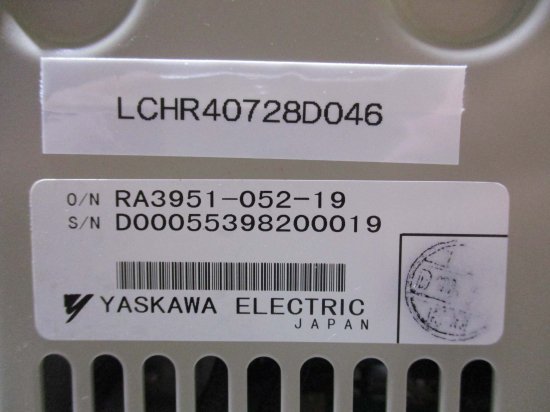 LCHR40728D046
O/N RA3951-052-19
S/N D00055398200019
YASKAWA ELECTRIC
JAPAN